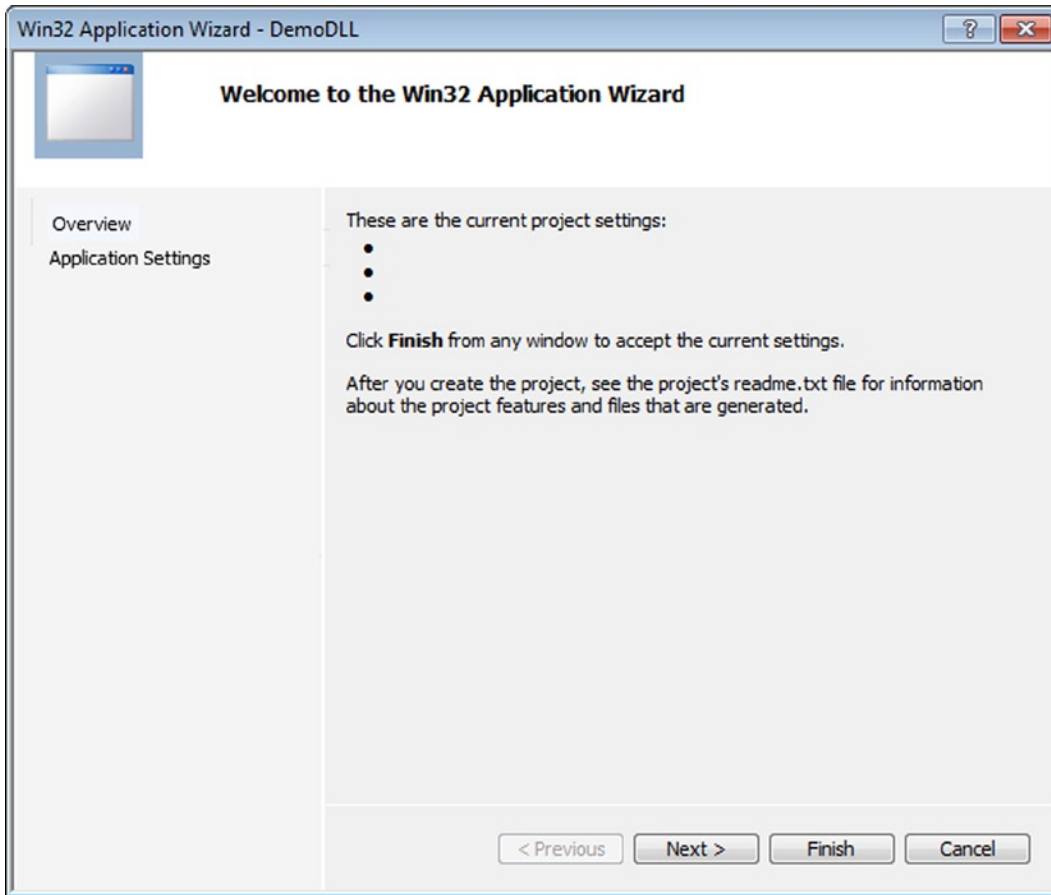 Win32 Application Wizard - DemoDLL
Welcome to the Win32 Application Wizard
Overview
Application Settings
These are the current project settings:
•
•
•
Click Finish from any window to accept the current settings.
After you create the project, see the project's readme.txt file for information
about the project features and files that are generated.
< Previous
Next >
Finish
Cancel